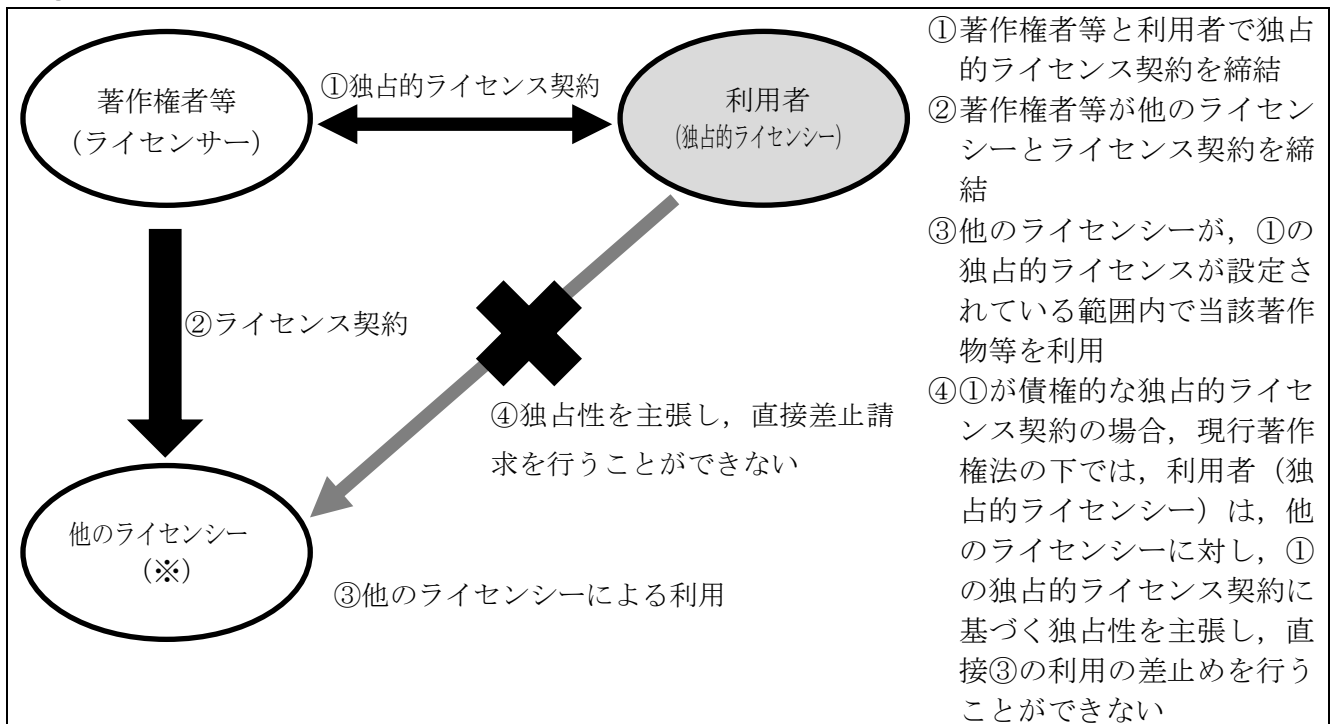 著作権者等
(ライセンサー)
①独占的ライセンス契約
利用者
(独占的ライセンシー)
②ライセンス契約
④独占性を主張し，直接差止請
求を行うことができない
他のライセンシー
(※)
③他のライセンシーによる利用
①著作権者等と利用者で独占
的ライセンス契約を締結
②著作権者等が他のライセン
シーとライセンス契約を締
結
③他のライセンシーが，①の
独占的ライセンスが設定さ
れている範囲内で当該著作
物等を利用
④①が債権的な独占的ライセ
ンス契約の場合，現行著作
権法の下では，利用者（独
占的ライセンシー）は，他
のライセンシーに対し，①
の独占的ライセンス契約に
基づく独占性を主張し，直
接③の利用の差止めを行う
ことができない